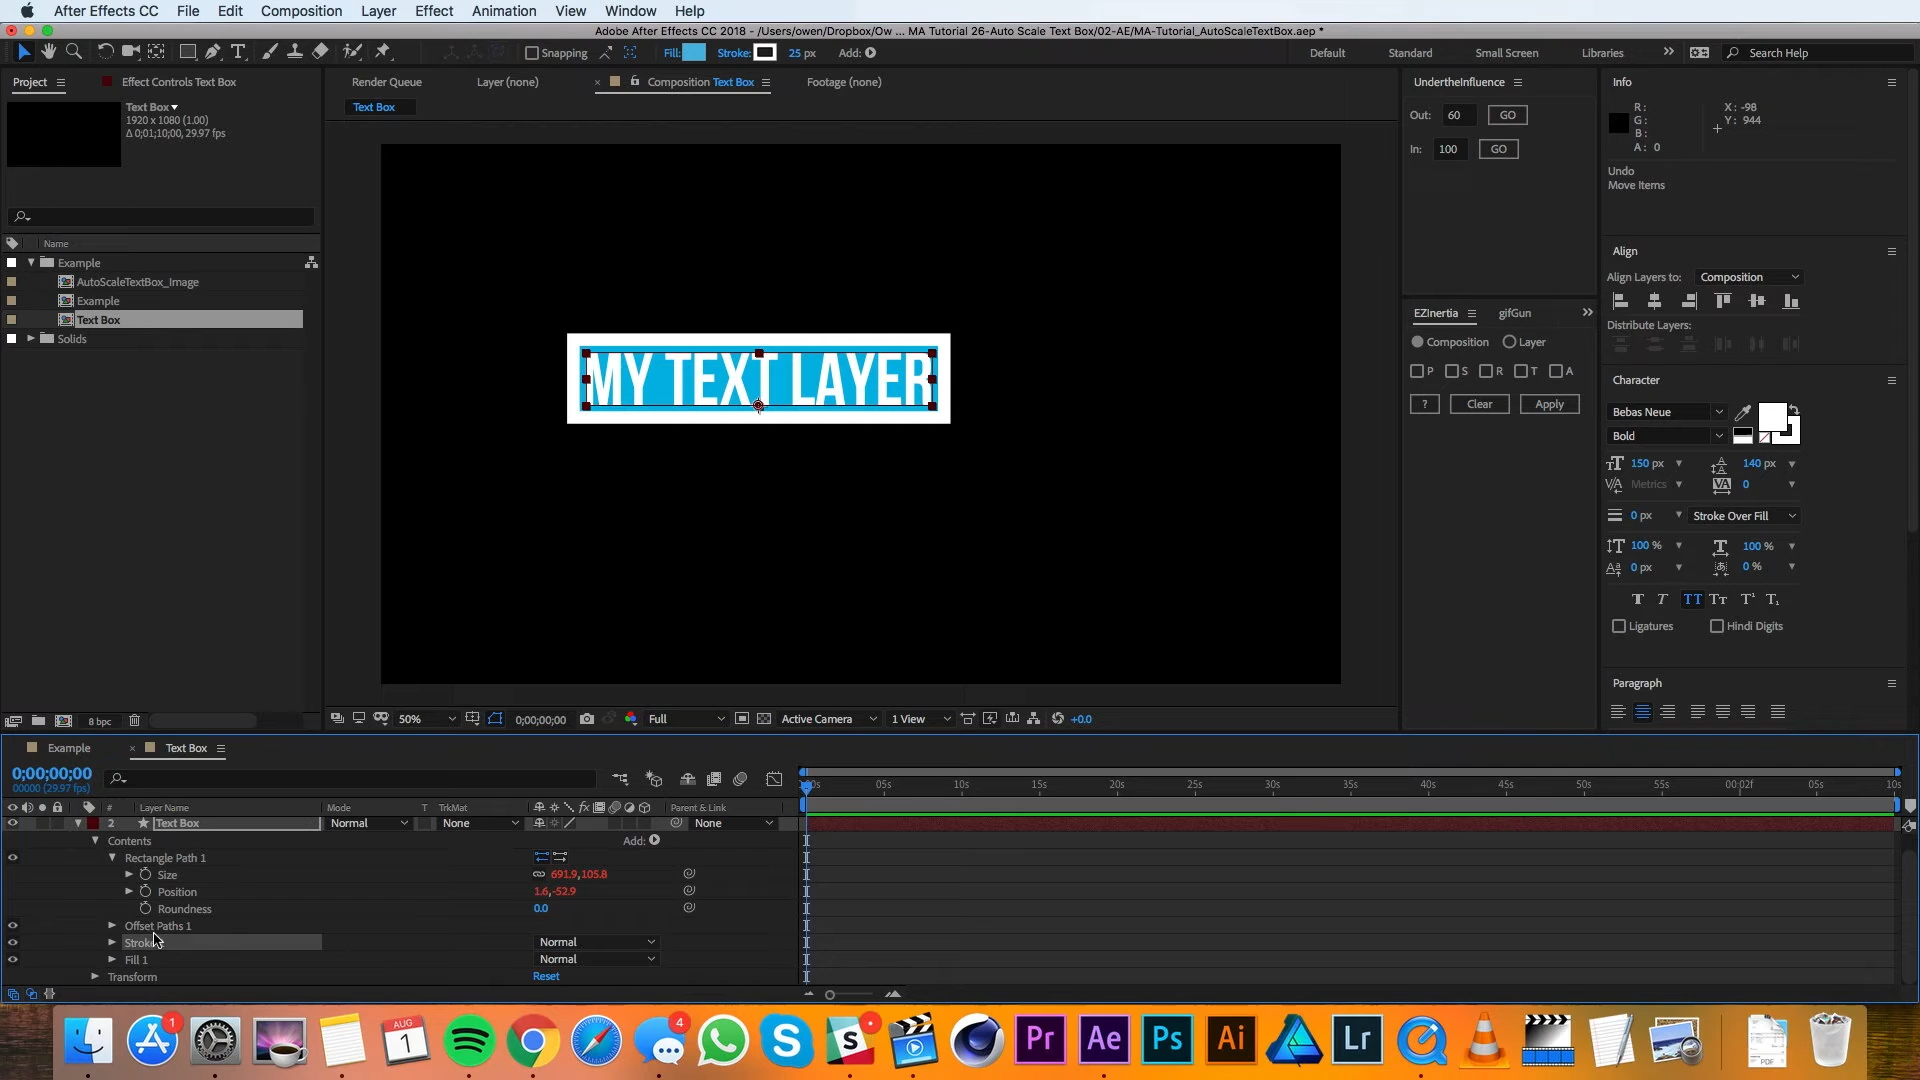 After Effects CC File Edit Composition Layer Effect Animation View Window Help
Adobe After Effects CC 2018 - /Users/owen/Dropbox/Ow ... MA Tutorial 26-Auto Scale Text Box/02-AE/MA-Tutorial_AutoScaleTextBox.aep *
Snapping Fill: Stroke: 25 px Add: Default Standard Small Screen Libraries Search Help
Project Effect Controls Text Box Render Queue Layer (none) Composition Text Box Footage (none) UndertheInfluence Info
Text Box
1920 x 1080 (1.00)
Δ 0;01;10;00, 29.97 fps
Text Box
Out: 60 GO
In: 100 GO
R: X: -98
G: Y: 944
B:
A: 0
Undo
Move Items
Name
Example
AutoScaleTextBox_Image
Example
Text Box
Solids
MY TEXT LAYER
EZInertia gifGun
Composition Layer
P S R T A
? Clear Apply
Align
Align Layers to: Composition
Distribute Layers:
Character
Bebas Neue
Bold
150 px 140 px
Metrics 0
0 px Stroke Over Fill
100 % 100 %
0 px 0 %
T T TT Tт T¹ T₁
Ligatures Hindi Digits
Paragraph
8 bpc 50% 0;00;00;00 Full Active Camera 1 View +0.0
Example Text Box
0;00;00;00
00000 (29.97 fps)
05s 10s 15s 20s 25s 30s 35s 40s 45s 50s 55s 00:02f 05s 10s
# Layer Name Mode T TrkMat Parent & Link
2 Text Box Normal None None
Contents Add:
Rectangle Path 1
Size 691.9,105.8
Position 1.6,-52.9
Roundness 0.0
Offset Paths 1
Stroke Normal
Fill 1 Normal
Transform Reset
1 AUG 1 4 Pr Ae Ps Ai Lr PDF